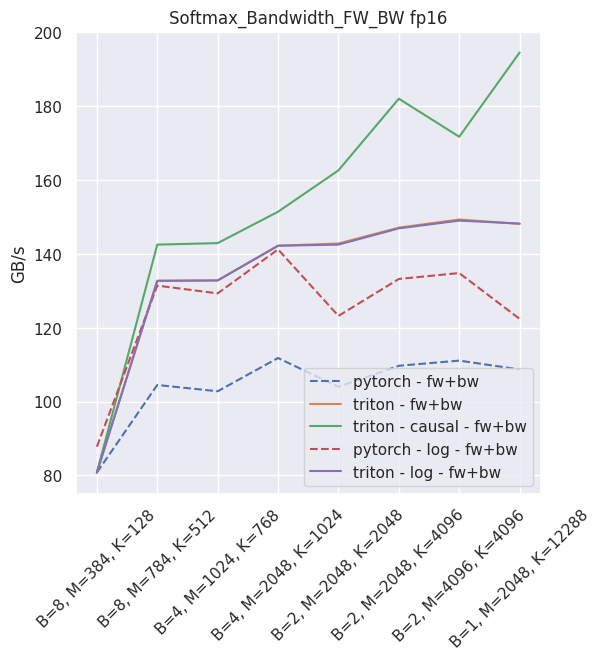 Softmax_Bandwidth_FW_BW fp16
GB/s
200
180
160
140
120
100
80
pytorch - fw+bw
triton - fw+bw
triton - causal - fw+bw
pytorch - log - fw+bw
triton - log - fw+bw
B=8, M=384, K=128
B=8, M=784, K=512
B=4, M=1024, K=768
B=4, M=2048, K=1024
B=2, M=2048, K=2048
B=2, M=2048, K=4096
B=2, M=4096, K=4096
B=1, M=2048, K=12288